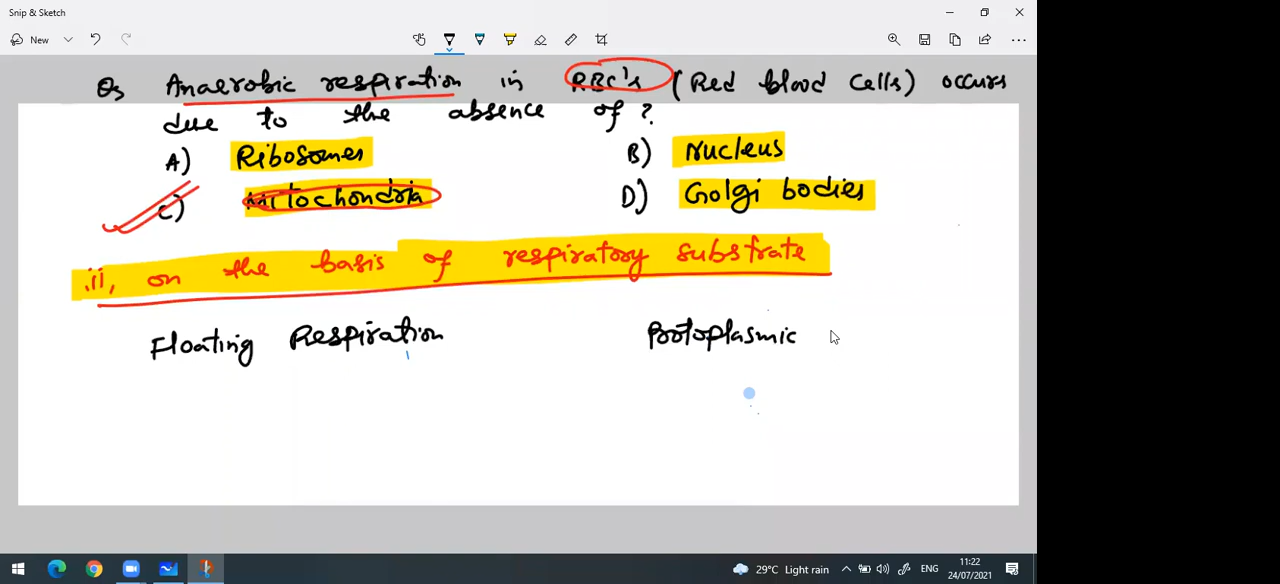 Snip & Sketch
New
Qs Anaerobic respiration in RBC's (Red blood cells) occurs
due to the absence of ?
A) Ribosomes B) Nucleus
C) Mitochondria D) Golgi bodies
ii, on the basis of respiratory substrate
Floating Respiration Protoplasmic
29°C Light rain ENG 11:22
24/07/2021